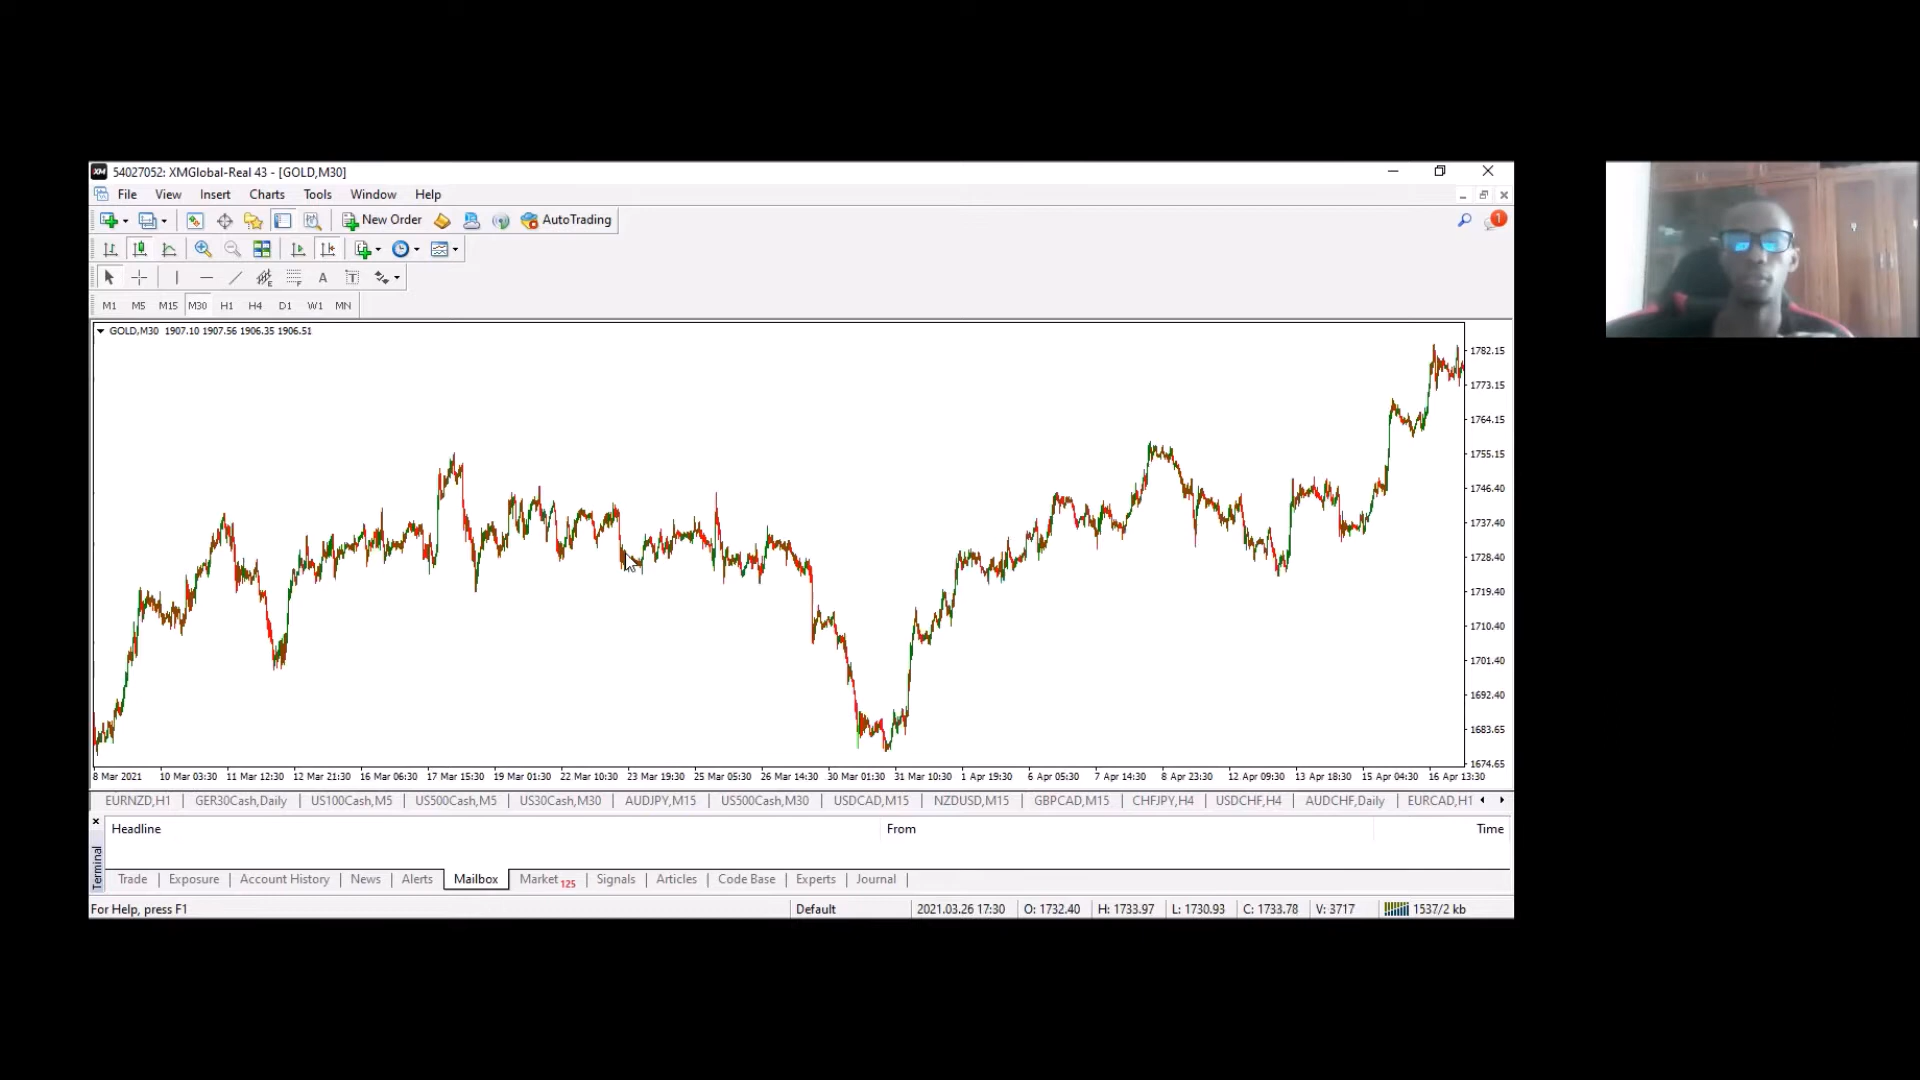 XM 54027052: XMGlobal-Real 43 - [GOLD,M30]
File View Insert Charts Tools Window Help
New Order AutoTrading 1
A T
M1 M5 M15 M30 H1 H4 D1 W1 MN
GOLD,M30 1907.10 1907.56 1906.35 1906.51
1782.15
1773.15
1764.15
1755.15
1746.40
1737.40
1728.40
1719.40
1710.40
1701.40
1692.40
1683.65
1674.65
8 Mar 2021 10 Mar 03:30 11 Mar 12:30 12 Mar 21:30 16 Mar 06:30 17 Mar 15:30 19 Mar 01:30 22 Mar 10:30 23 Mar 19:30 25 Mar 05:30 26 Mar 14:30 30 Mar 01:30 31 Mar 10:30 1 Apr 19:30 6 Apr 05:30 7 Apr 14:30 8 Apr 23:30 12 Apr 09:30 13 Apr 18:30 15 Apr 04:30 16 Apr 13:30
EURNZD,H1 GER30Cash,Daily US100Cash,M5 US500Cash,M5 US30Cash,M30 AUDJPY,M15 US500Cash,M30 USDCAD,M15 NZDUSD,M15 GBPCAD,M15 CHFJPY,H4 USDCHF,H4 AUDCHF,Daily EURCAD,H1
Headline From Time
Terminal
Trade Exposure Account History News Alerts Mailbox Market 125 Signals Articles Code Base Experts Journal
For Help, press F1 Default 2021.03.26 17:30 O: 1732.40 H: 1733.97 L: 1730.93 C: 1733.78 V: 3717 1537/2 kb